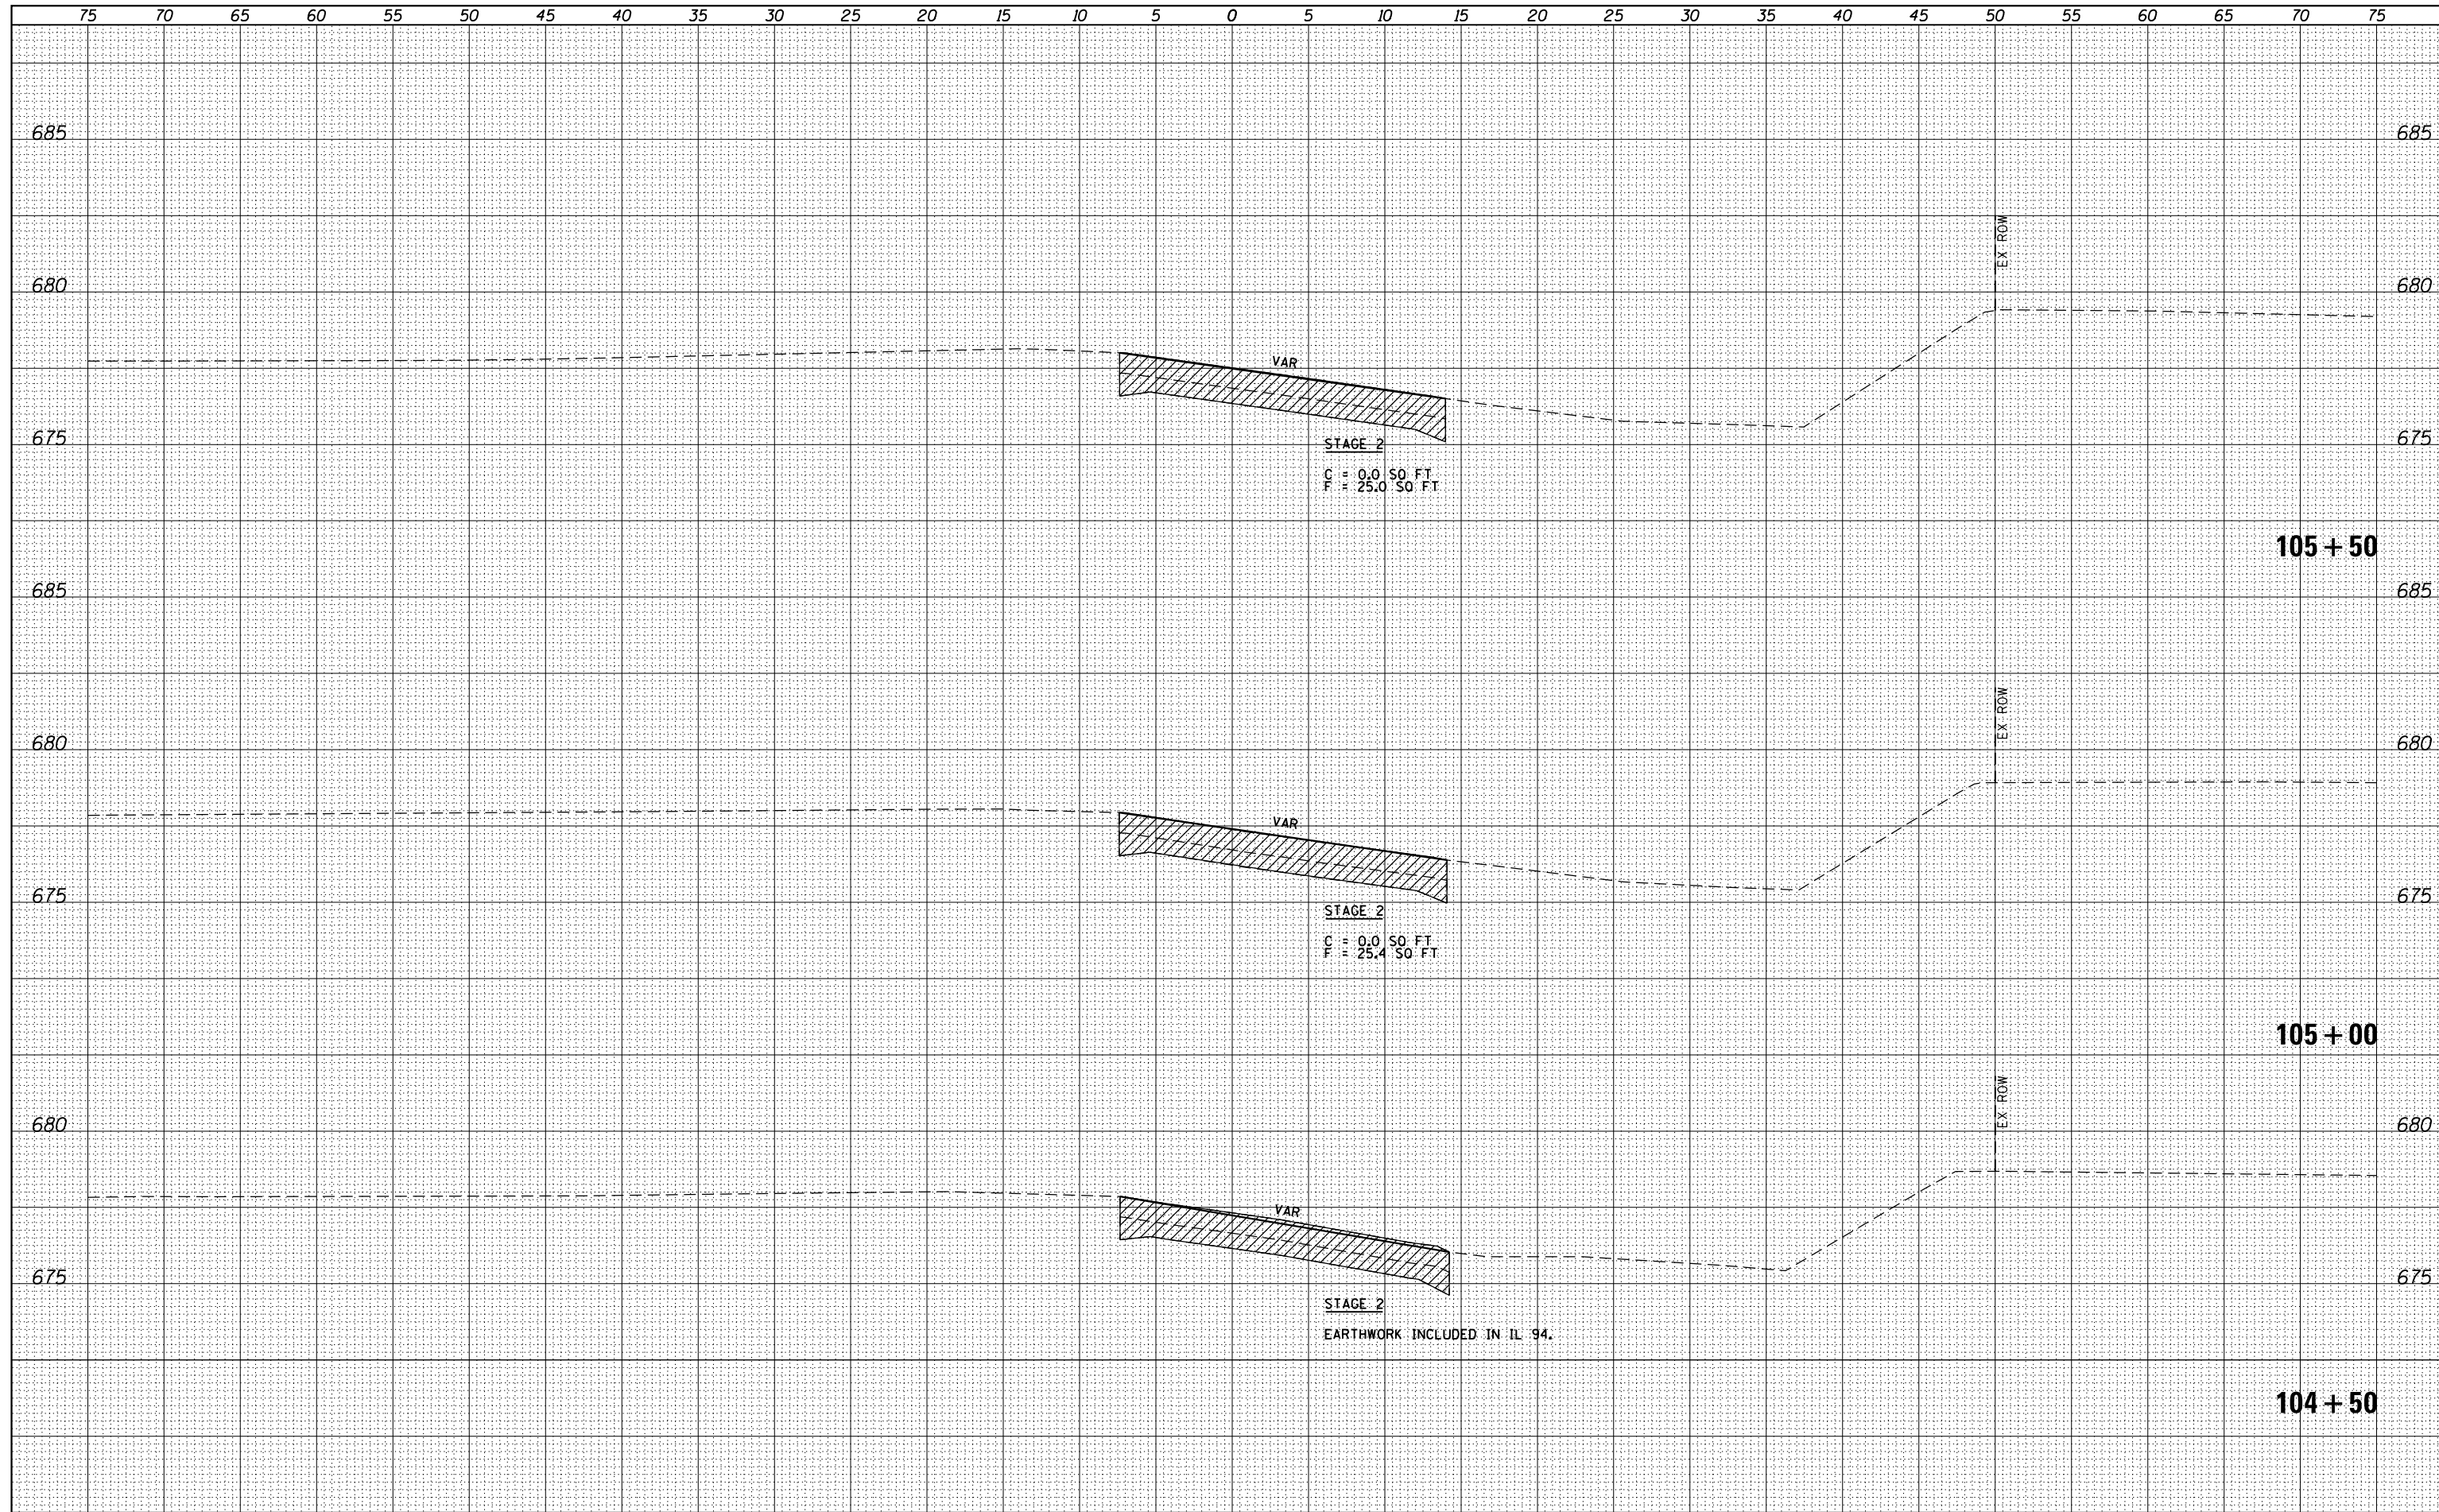 75 70 65 60 55 50 45 40 35 30 25 20 15 10 5 0 5 10 15 20 25 30 35 40 45 50 55 60 65 70 75
685 685
EX ROW
680 680
VAR
675 675
STAGE 2
C = 0.0 SQ FT
F = 25.0 SQ FT
105 + 50
685 685
EX ROW
680 680
VAR
675 675
STAGE 2
C = 0.0 SQ FT
F = 25.4 SQ FT
105 + 00
EX ROW
680 680
VAR
675 675
STAGE 2
EARTHWORK INCLUDED IN IL 94.
104 + 50